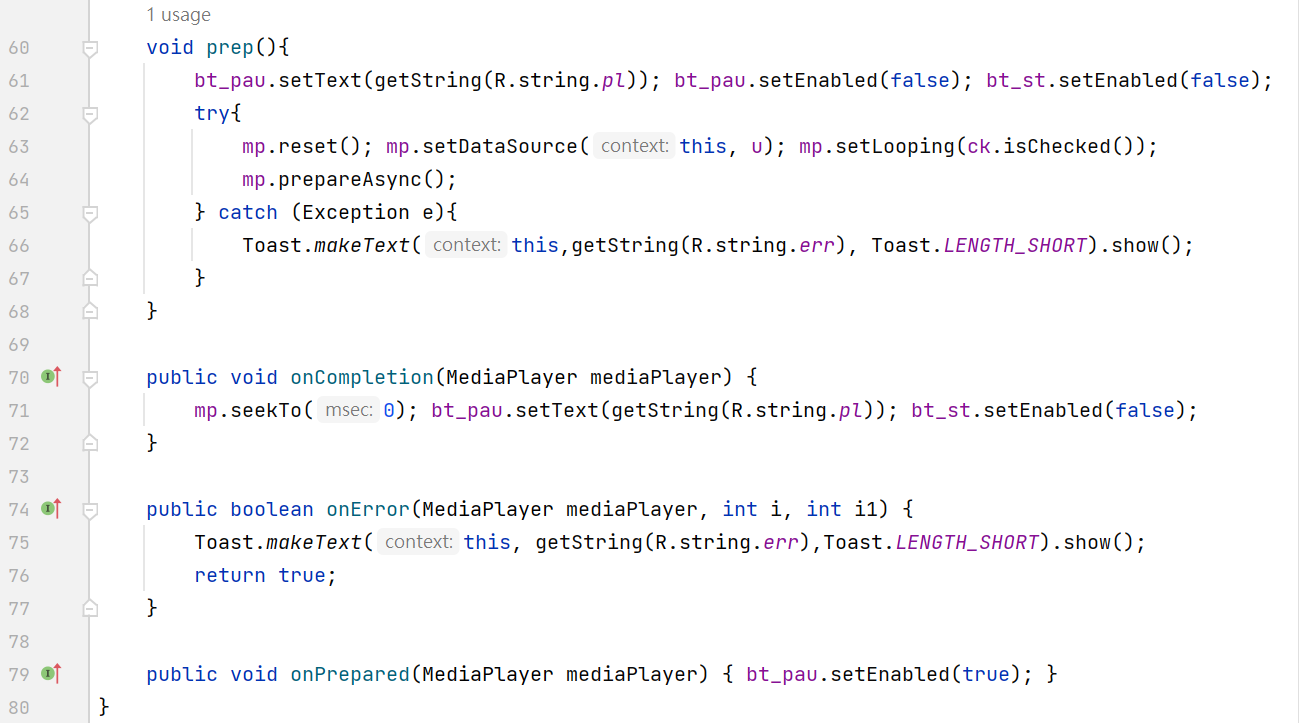 1 usage
60 void prep(){
61 bt_pau.setText(getString(R.string.pl)); bt_pau.setEnabled(false); bt_st.setEnabled(false);
62 try{
63 mp.reset(); mp.setDataSource( context: this, u); mp.setLooping(ck.isChecked());
64 mp.prepareAsync();
65 } catch (Exception e){
66 Toast.makeText( context: this,getString(R.string.err), Toast.LENGTH_SHORT).show();
67 }
68 }
69
70 public void onCompletion(MediaPlayer mediaPlayer) {
71 mp.seekTo( msec: 0); bt_pau.setText(getString(R.string.pl)); bt_st.setEnabled(false);
72 }
73
74 public boolean onError(MediaPlayer mediaPlayer, int i, int i1) {
75 Toast.makeText( context: this, getString(R.string.err),Toast.LENGTH_SHORT).show();
76 return true;
77 }
78
79 public void onPrepared(MediaPlayer mediaPlayer) { bt_pau.setEnabled(true); }
80 }